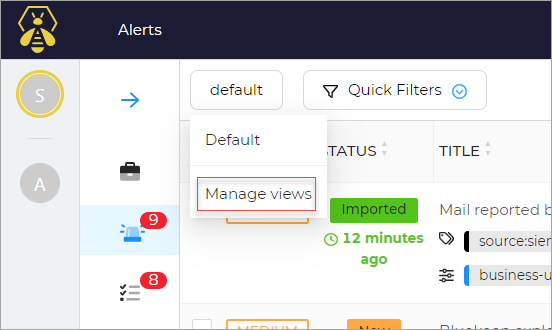 Alerts
S
default
Quick Filters
A
Default
STATUS
TITLE
Manage views
Imported
Mail reported b
9
12 minutes
ago
source:sie
8
business-u
MEDIUM
New